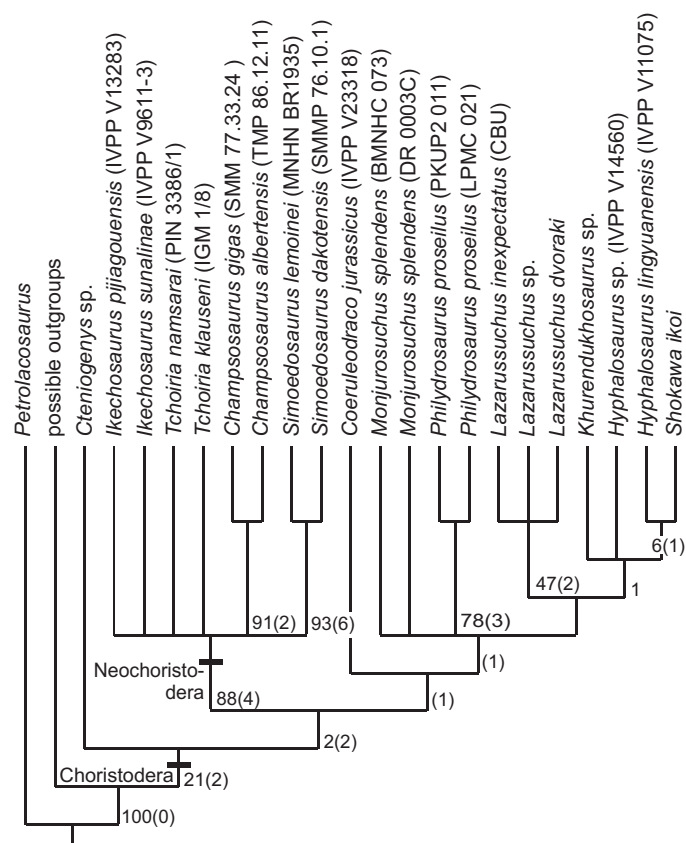 Petrolacosaurus
possible outgroups
Cteniogenys sp.
Ikechosaurus pijiagouensis (IVPP V13283)
Ikechosaurus sunalinae (IVPP V9611-3)
Tchoiria namsarai (PIN 3386/1)
Tchoiria klauseni (IGM 1/8)
Champsosaurus gigas (SMM 77.33.24 )
Champsosaurus albertensis (TMP 86.12.11)
Simoedosaurus lemoinei (MNHN BR1935)
Simoedosaurus dakotensis (SMMP 76.10.1)
Coeruleodraco jurassicus (IVPP V23318)
Monjurosuchus splendens (BMNHC 073)
Monjurosuchus splendens (DR 0003C)
Philydrosaurus proseilus (PKUP2 011)
Philydrosaurus proseilus (LPMC 021)
Lazarussuchus inexpectatus (CBU)
Lazarussuchus sp.
Lazarussuchus dvoraki
Khurendukhosaurus sp.
Hyphalosaurus sp. (IVPP V14560)
Hyphalosaurus lingyuanensis (IVPP V11075)
Shokawa ikoi
6(1)
47(2)
1
91(2)
93(6)
78(3)
(1)
Neochoristo-
dera
88(4)
(1)
2(2)
Choristodera
21(2)
100(0)